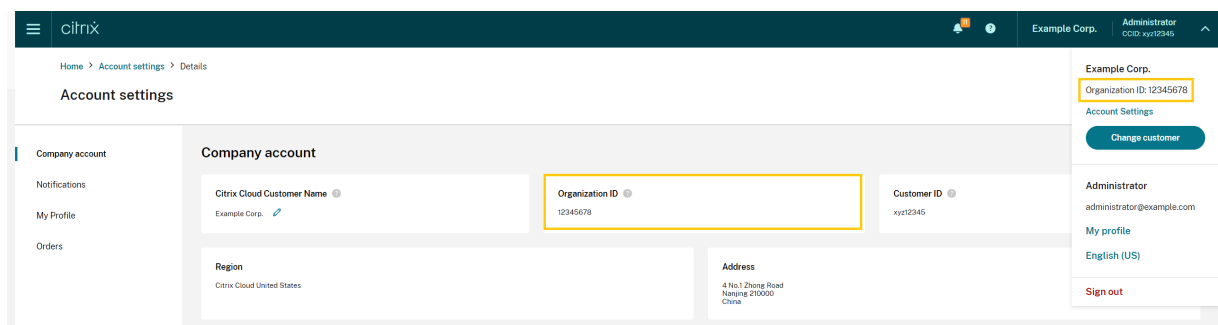 citrix
11
?
Example Corp.
Administrator
CCID: xyz12345
Home > Account settings > Details
Account settings
Example Corp.
Organization ID: 12345678
Account Settings
Change customer
Administrator
administrator@example.com
My profile
English (US)
Sign out
Company account
Notifications
My Profile
Orders
Company account
Citrix Cloud Customer Name ?
Example Corp.
Organization ID ?
12345678
Customer ID ?
xyz12345
Region
Citrix Cloud United States
Address
4 No.1 Zhong Road
Nanjing 210000
China